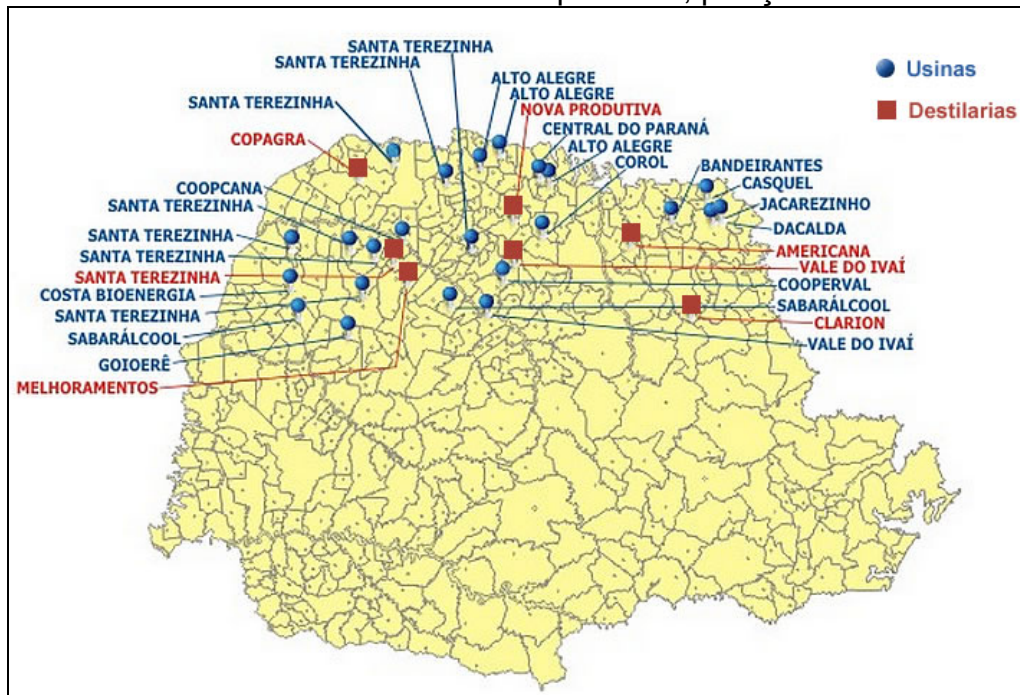 SANTA TEREZINHA
SANTA TEREZINHA
ALTO ALEGRE
ALTO ALEGRE
SANTA TEREZINHA
NOVA PRODUTIVA
COPAGRA
CENTRAL DO PARANÁ
ALTO ALEGRE
COROL
Usinas
Destilarias
BANDEIRANTES
CASQUEL
JACAREZINHO
DACALDA
COOPCANA
SANTA TEREZINHA
SANTA TEREZINHA
SANTA TEREZINHA
SANTA TEREZINHA
COSTA BIOENERGIA
SANTA TEREZINHA
SABARÁLCOOL
GOIOERÊ
MELHORAMENTOS
AMERICANA
VALE DO IVAÍ
COOPERVAL
SABARÁLCOOL
CLARION
VALE DO IVAÍ